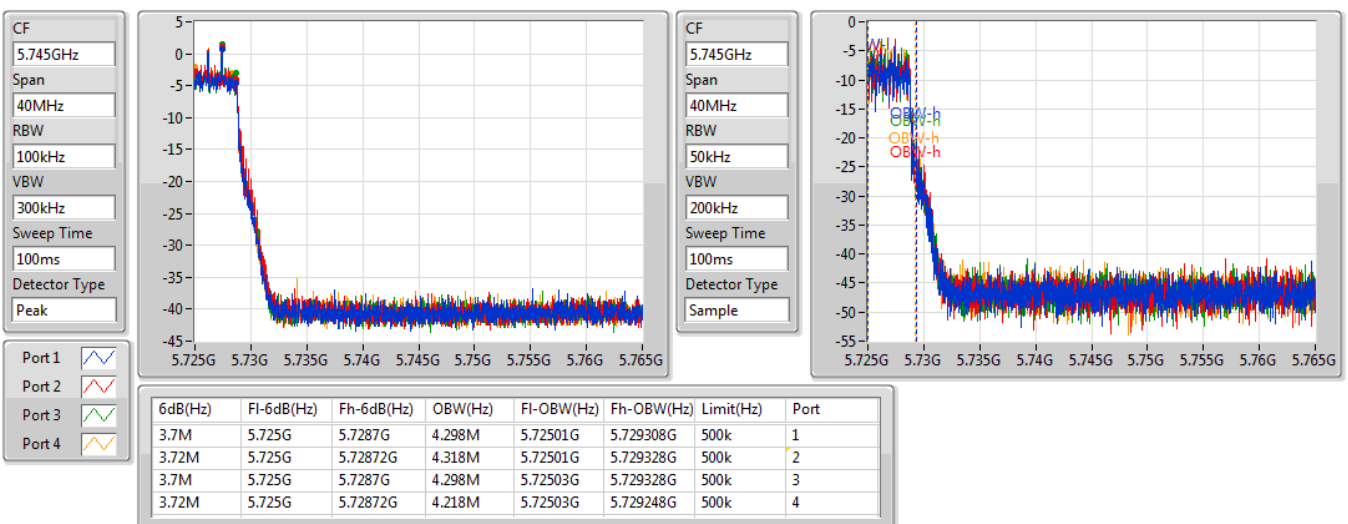 CF
5.745GHz
Span
40MHz
RBW
100kHz
VBW
300kHz
Sweep Time
100ms
Detector Type
Peak
5
0
-5
-10
-15
-20
-25
-30
-35
-40
-45
5.725G 5.73G 5.735G 5.74G 5.745G 5.75G 5.755G 5.76G 5.765G
CF
5.745GHz
Span
40MHz
RBW
50kHz
VBW
200kHz
Sweep Time
100ms
Detector Type
Sample
0
-5
-10
-15
-20
-25
-30
-35
-40
-45
-50
-55
OBW-h
OBW-h
OBW-h
OBW-h
5.725G 5.73G 5.735G 5.74G 5.745G 5.75G 5.755G 5.76G 5.765G
Port 1
Port 2
Port 3
Port 4
6dB(Hz) Fl-6dB(Hz) Fh-6dB(Hz) OBW(Hz) Fl-OBW(Hz) Fh-OBW(Hz) Limit(Hz) Port
3.7M 5.725G 5.7287G 4.298M 5.72501G 5.729308G 500k 1
3.72M 5.725G 5.72872G 4.318M 5.72501G 5.729328G 500k 2
3.7M 5.725G 5.7287G 4.298M 5.72503G 5.729328G 500k 3
3.72M 5.725G 5.72872G 4.218M 5.72503G 5.729248G 500k 4